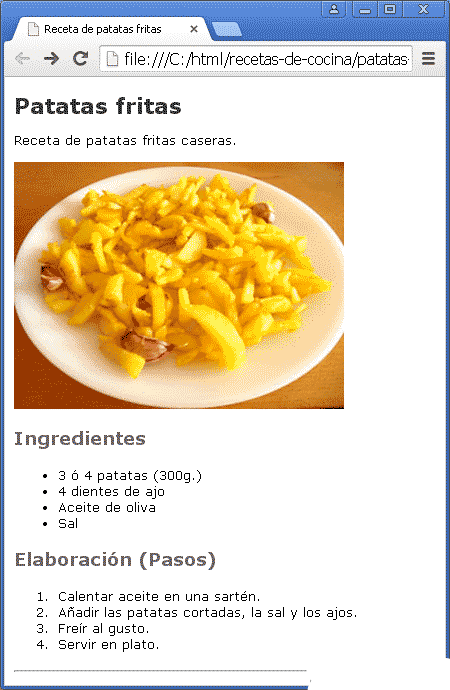 Receta de patatas fritas
file:///C:/html/recetas-de-cocina/patatas-
Patatas fritas
Receta de patatas fritas caseras.
Ingredientes
3 ó 4 patatas (300g.)
4 dientes de ajo
Aceite de oliva
Sal
Elaboración (Pasos)
1. Calentar aceite en una sartén.
2. Añadir las patatas cortadas, la sal y los ajos.
3. Freír al gusto.
4. Servir en plato.